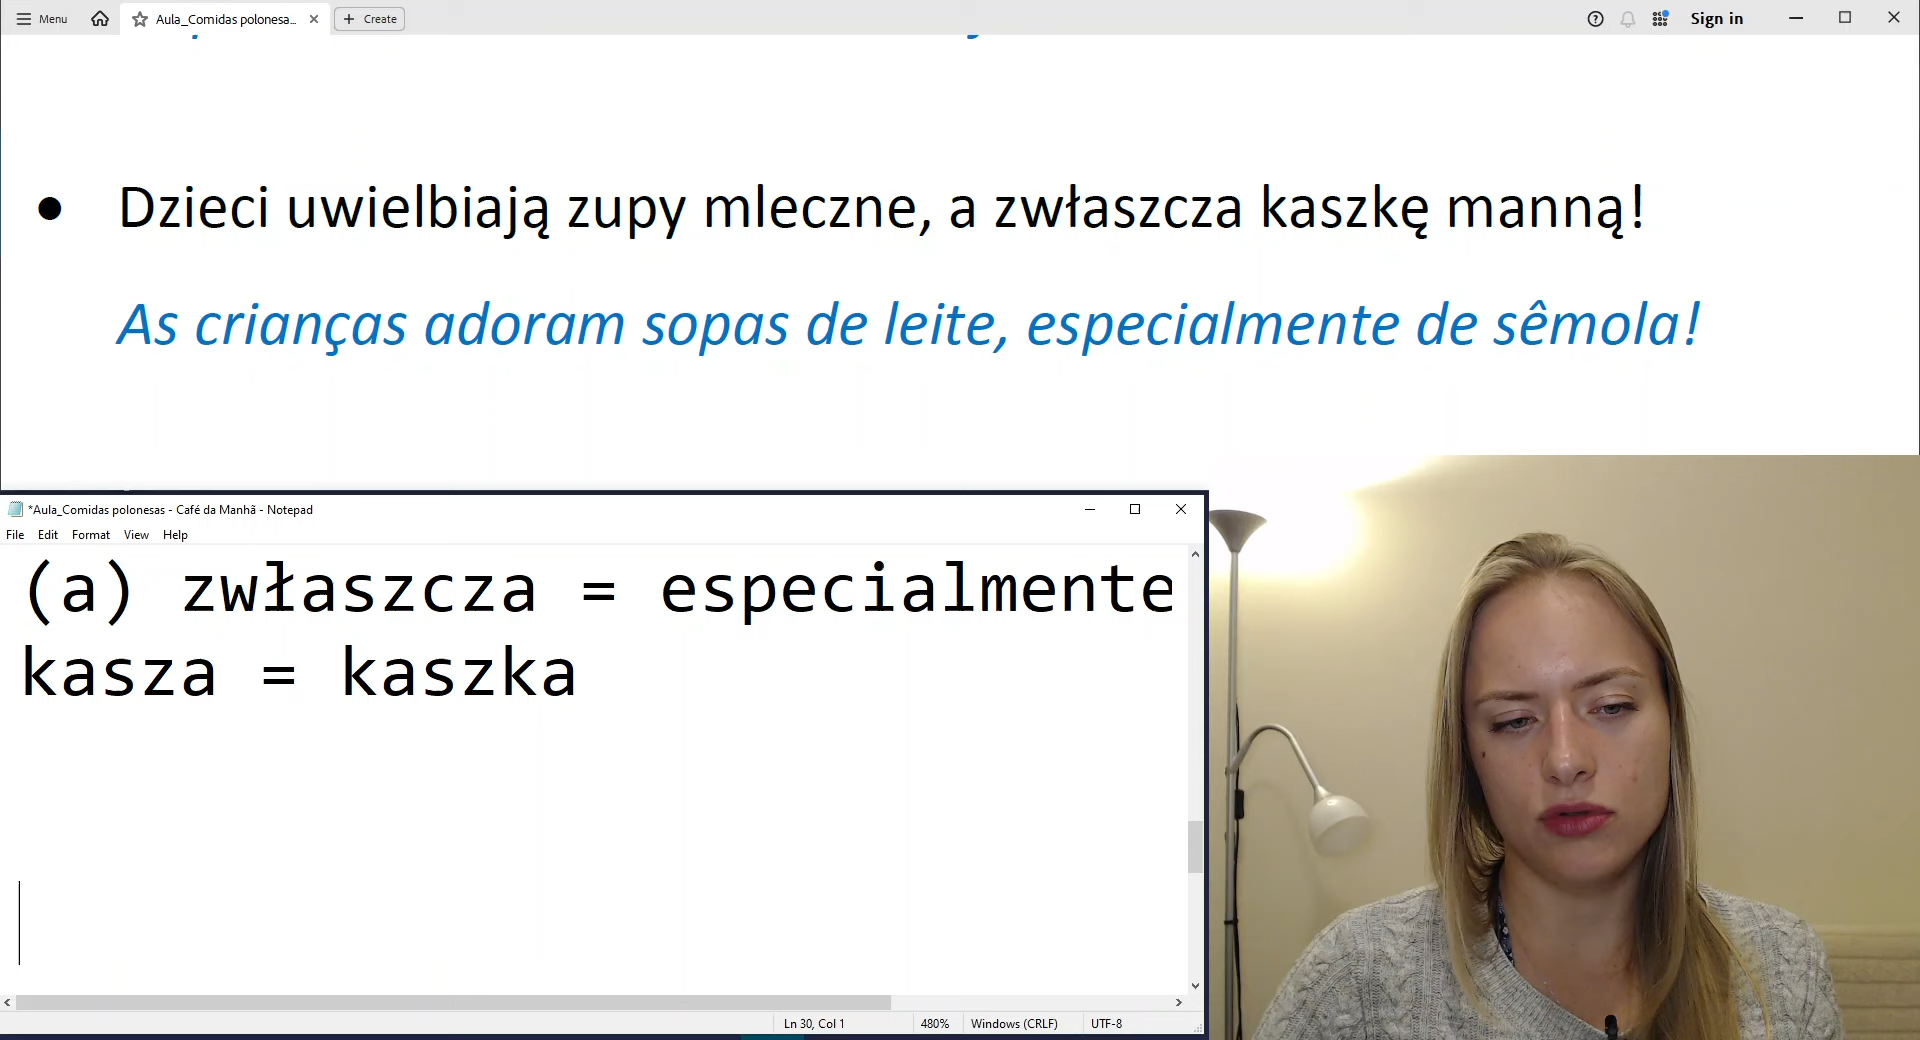 Menu
Aula_Comidas polonesa...
Create
Sign in
• Dzieci uwielbiają zupy mleczne, a zwłaszcza kaszkę manną!
As crianças adoram sopas de leite, especialmente de sêmola!
*Aula_Comidas polonesas - Café da Manhã - Notepad
File Edit Format View Help
(a) zwłaszcza = especialmente
kasza = kaszka
Ln 30, Col 1 480% Windows (CRLF) UTF-8